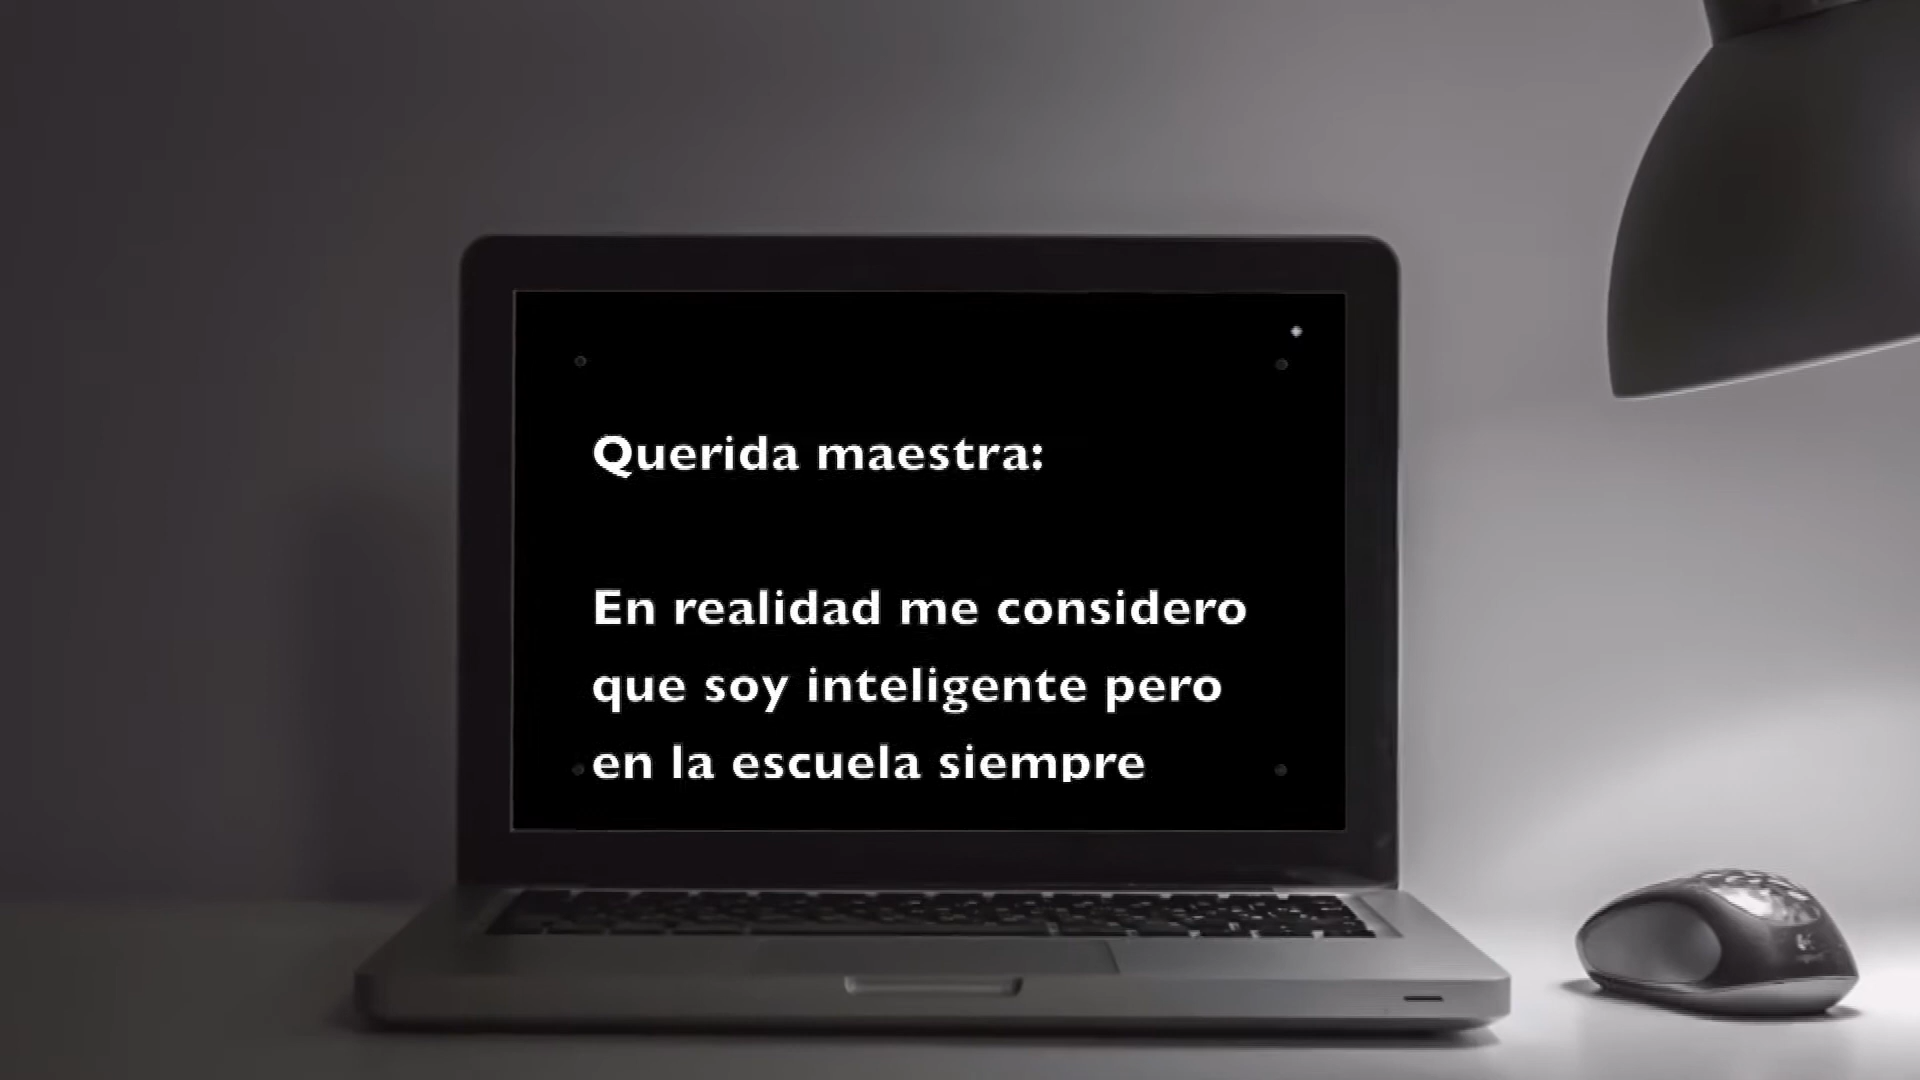 Querida maestra:
En realidad me considero
que soy inteligente pero
en la escuela siempre